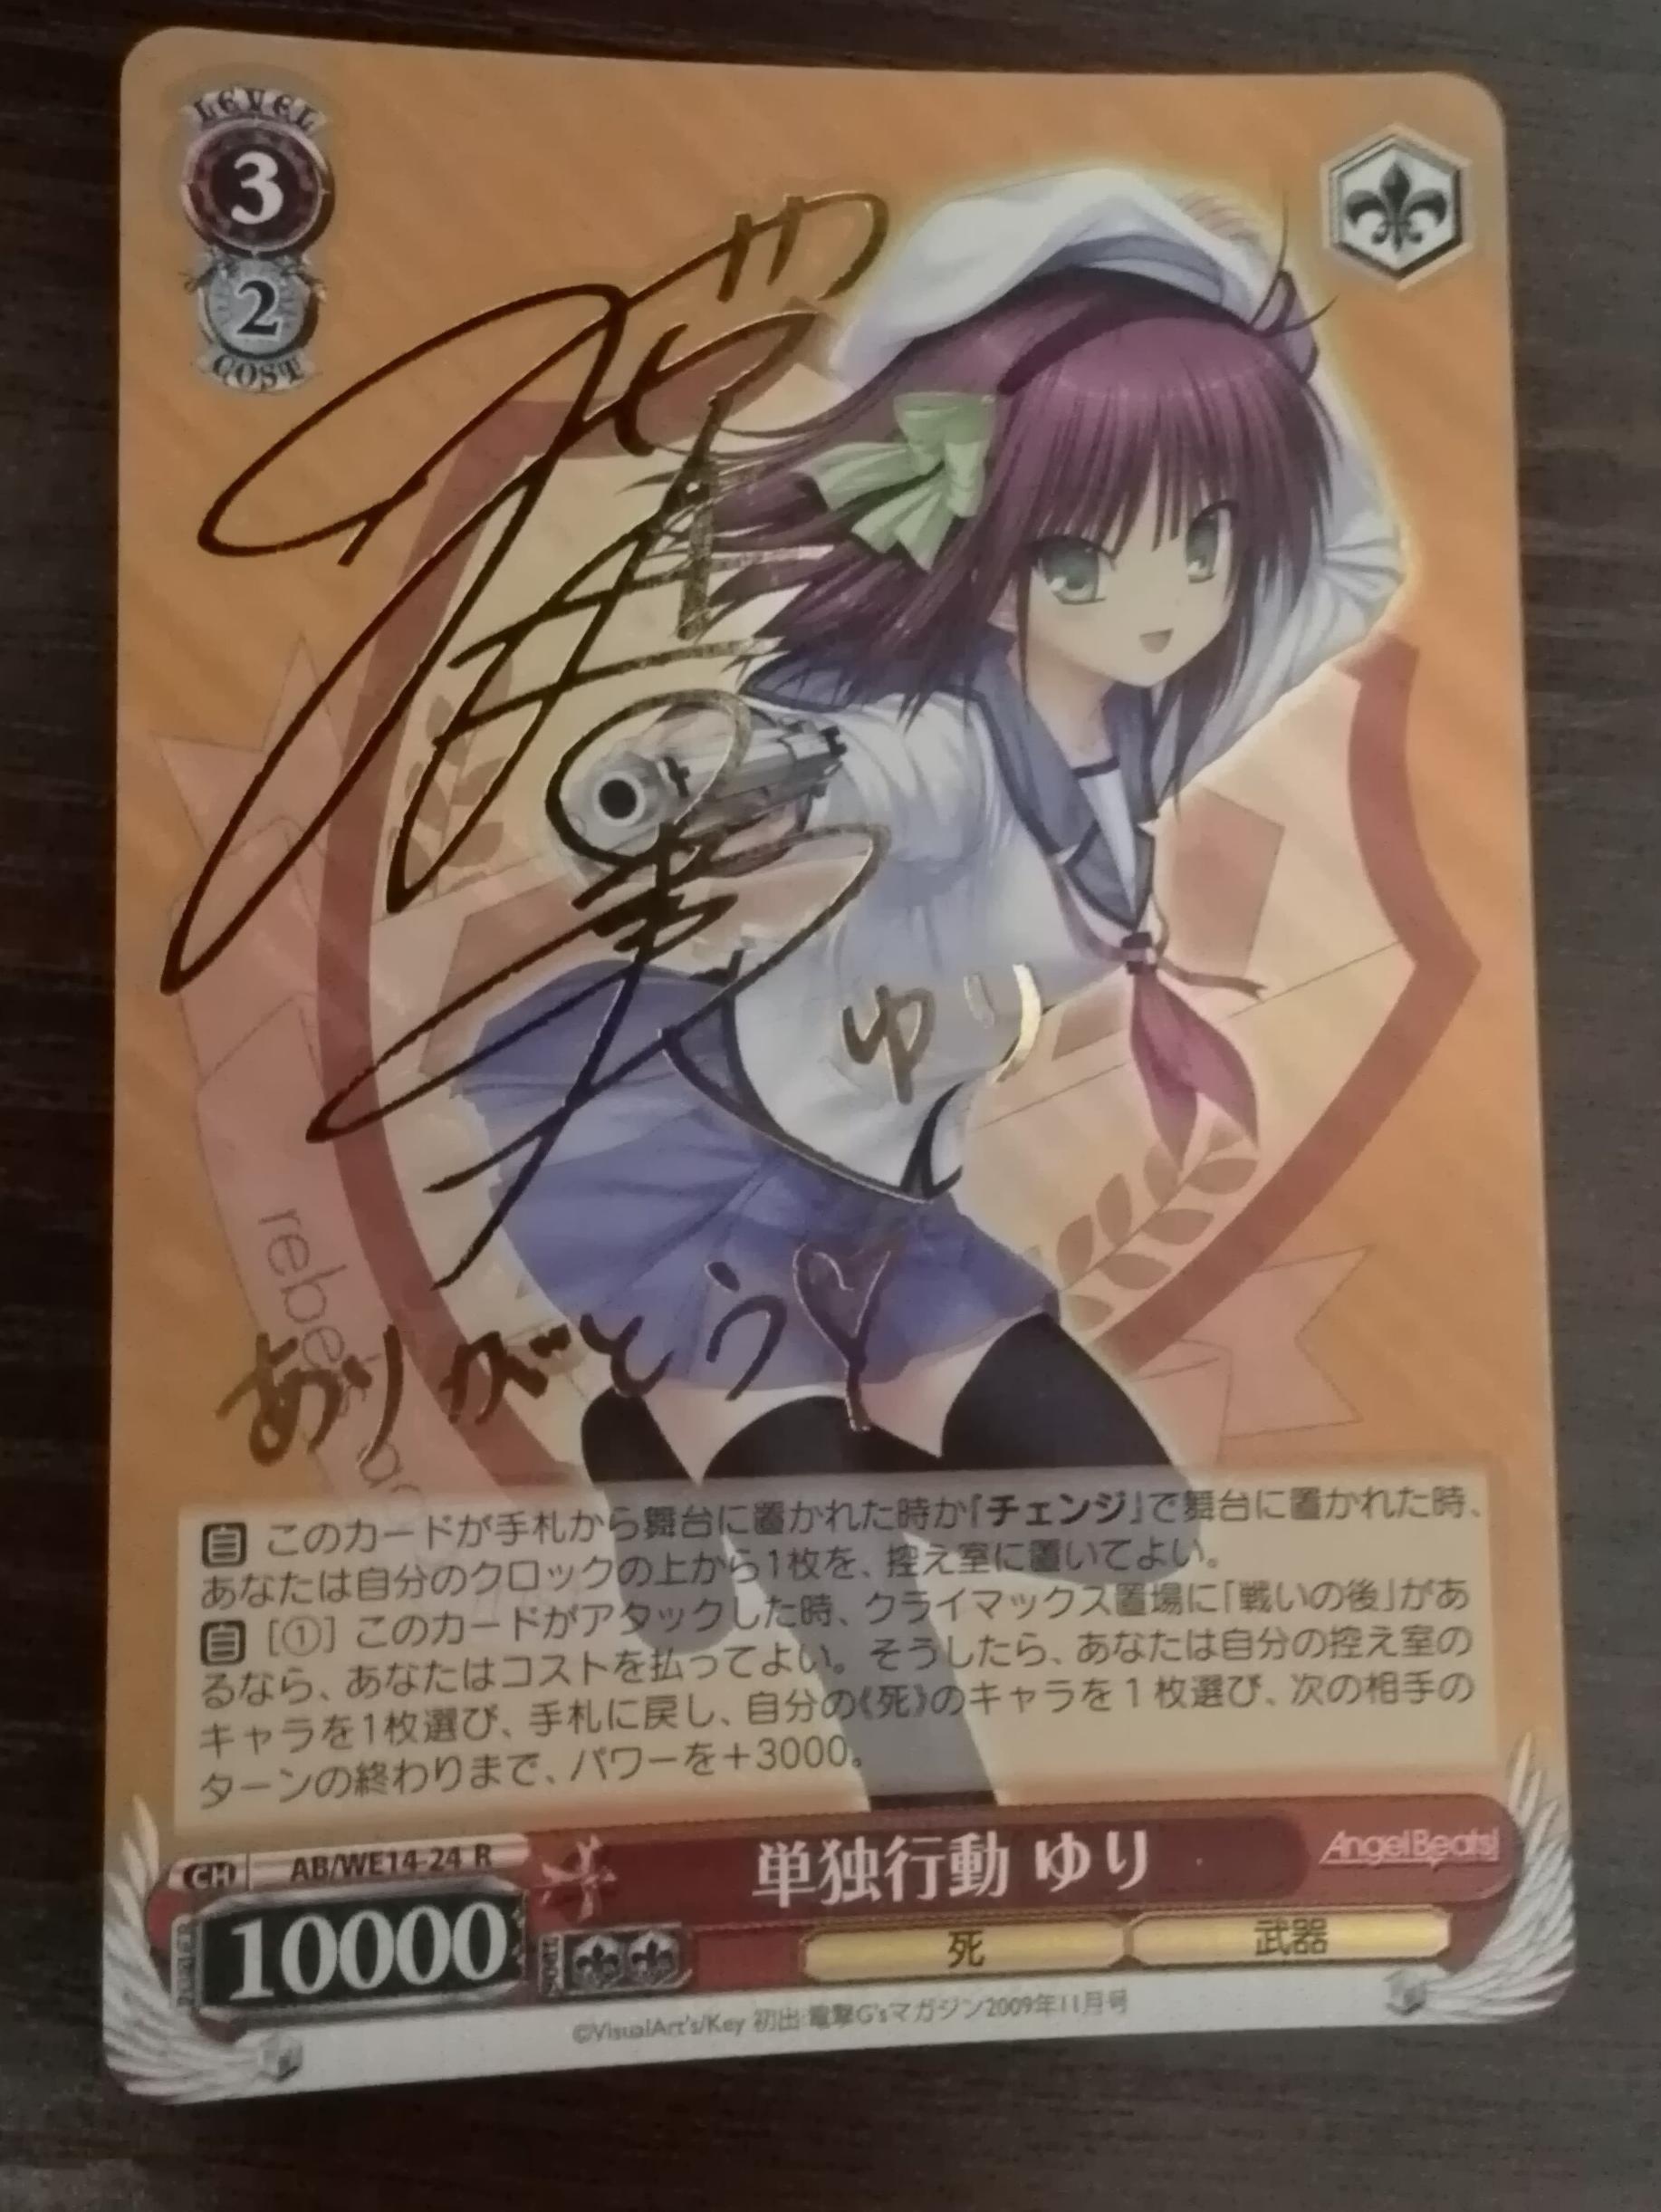 LEVEL
3
2
COST
ゆり
ありがとう♡
このカードが手札から舞台に置かれた時か「チェンジ」で舞台に置かれた時、
あなたは自分のクロックの上から1枚を、控え室に置いてよい。
[①] このカードがアタックした時、クライマックス置場に「戦いの後」があ
るなら、あなたはコストを払ってよい。そうしたら、あなたは自分の控え室の
キャラを1枚選び、手札に戻し、自分の《死》のキャラを1枚選び、次の相手の
ターンの終わりまで、パワーを+3000。
CH AB/WE14-24 R
単独行動 ゆり
Angel Beats!
10000
死
武器
©VisualArt's/Key 初出:電撃G'sマガジン2009年11月号